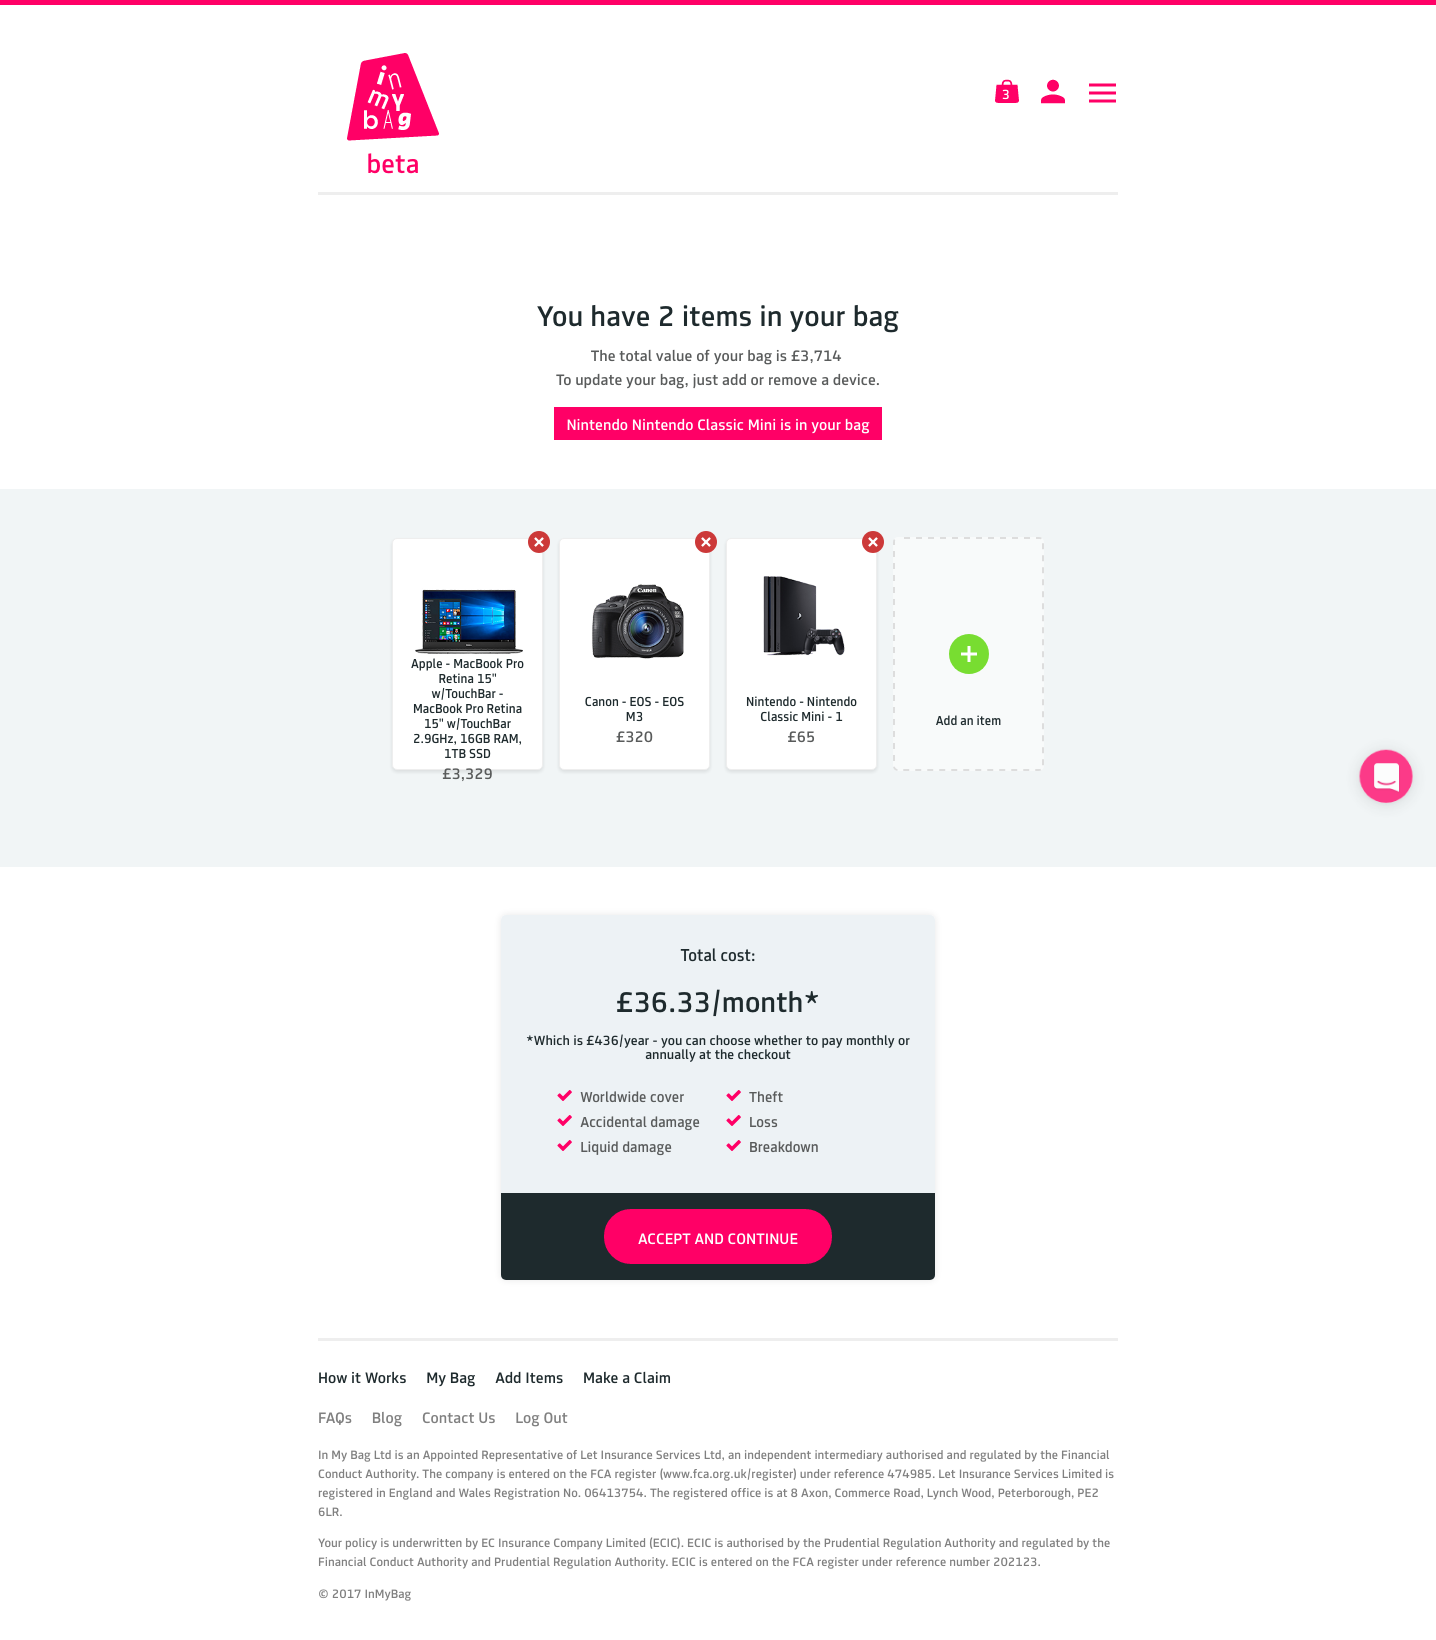 in
my
bAg
beta
3
You have 2 items in your bag
The total value of your bag is £3,714
To update your bag, just add or remove a device.
Nintendo Nintendo Classic Mini is in your bag
Apple - MacBook Pro
Retina 15"
w/TouchBar -
MacBook Pro Retina
15" w/TouchBar
2.9GHz, 16GB RAM,
1TB SSD
£3,329
Canon
Canon - EOS - EOS
M3
£320
Nintendo - Nintendo
Classic Mini - 1
£65
Add an item
Total cost:
£36.33/month*
*Which is £436/year - you can choose whether to pay monthly or
annually at the checkout
Worldwide cover
Accidental damage
Liquid damage
Theft
Loss
Breakdown
ACCEPT AND CONTINUE
How it Works My Bag Add Items Make a Claim
FAQs Blog Contact Us Log Out
In My Bag Ltd is an Appointed Representative of Let Insurance Services Ltd, an independent intermediary authorised and regulated by the Financial
Conduct Authority. The company is entered on the FCA register (www.fca.org.uk/register) under reference 474985. Let Insurance Services Limited is
registered in England and Wales Registration No. 06413754. The registered office is at 8 Axon, Commerce Road, Lynch Wood, Peterborough, PE2
6LR.
Your policy is underwritten by EC Insurance Company Limited (ECIC). ECIC is authorised by the Prudential Regulation Authority and regulated by the
Financial Conduct Authority and Prudential Regulation Authority. ECIC is entered on the FCA register under reference number 202123.
© 2017 InMyBag